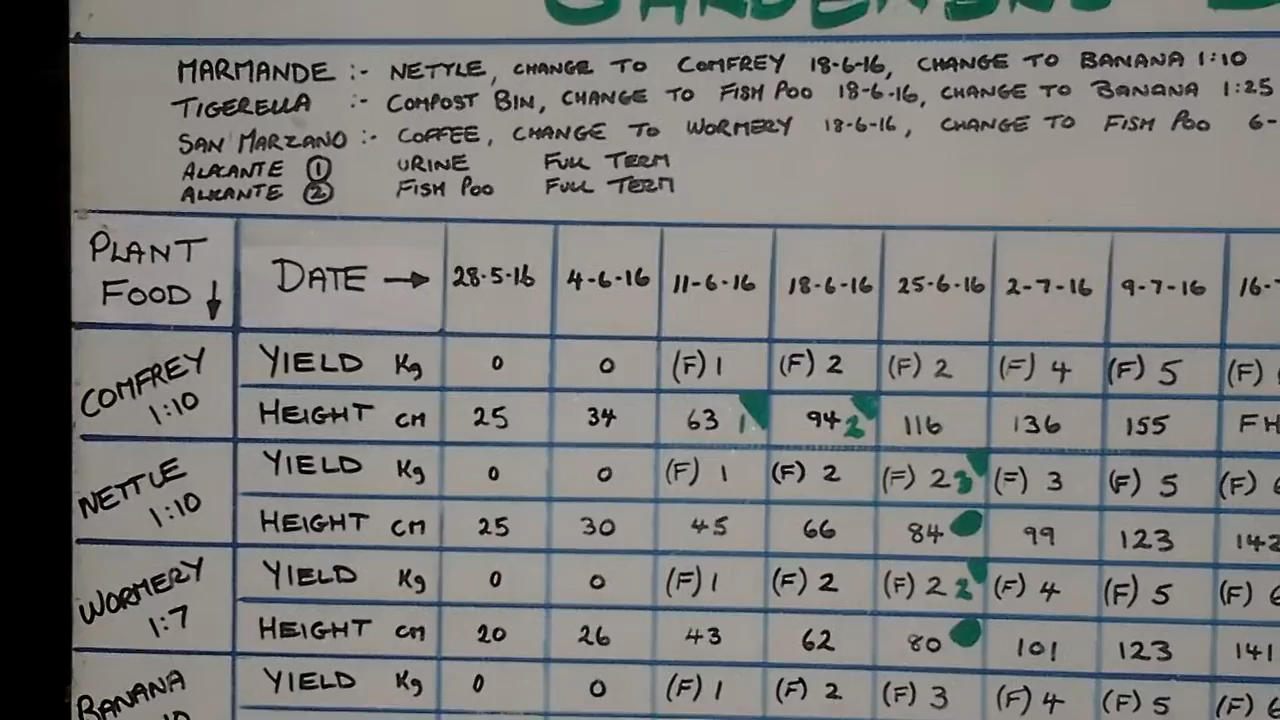 MARMANDE :- NETTLE, CHANGE TO COMFREY 18-6-16, CHANGE TO BANANA 1:10
TIGERELLA :- COMPOST BIN, CHANGE TO FISH POO 18-6-16, CHANGE TO BANANA 1:25
SAN MARZANO :- COFFEE, CHANGE TO WORMERY 18-6-16, CHANGE TO FISH POO 6-
ALACANTE 1 URINE FULL TERM
ALICANTE 2 FISH POO FULL TERM
PLANT FOOD ↓ DATE → 28-5-16 4-6-16 11-6-16 18-6-16 25-6-16 2-7-16 9-7-16 16-
COMFREY 1:10
YIELD Kg 0 0 (F) 1 (F) 2 (F) 2 (F) 4 (F) 5 (F)
HEIGHT cm 25 34 63 1 94 2 116 136 155 FH
NETTLE 1:10
YIELD Kg 0 0 (F) 1 (F) 2 (F) 2 3 (F) 3 (F) 5 (F) 6
HEIGHT cm 25 30 45 66 84 99 123 142
WORMERY 1:7
YIELD Kg 0 0 (F) 1 (F) 2 (F) 2 2 (F) 4 (F) 5 (F) 6
HEIGHT cm 20 26 43 62 80 101 123 141
BANANA
YIELD Kg 0 0 (F) 1 (F) 2 (F) 3 (F) 4 (F) 5 (F) 6